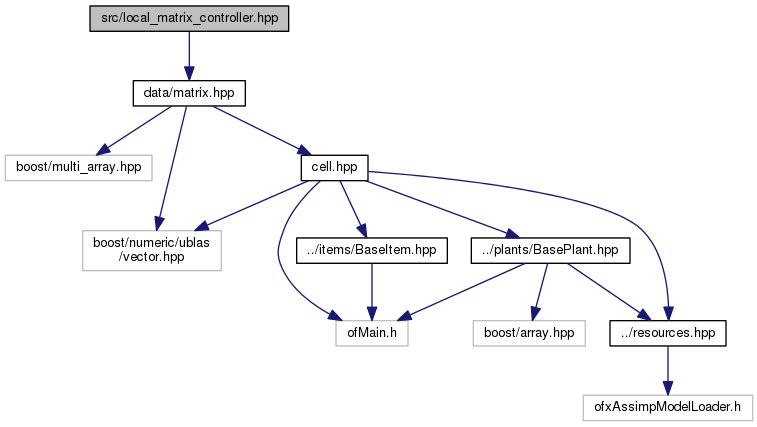 src/local_matrix_controller.hpp
data/matrix.hpp
boost/multi_array.hpp
cell.hpp
boost/numeric/ublas
/vector.hpp
../items/BaseItem.hpp
../plants/BasePlant.hpp
ofMain.h
boost/array.hpp
../resources.hpp
ofxAssimpModelLoader.h